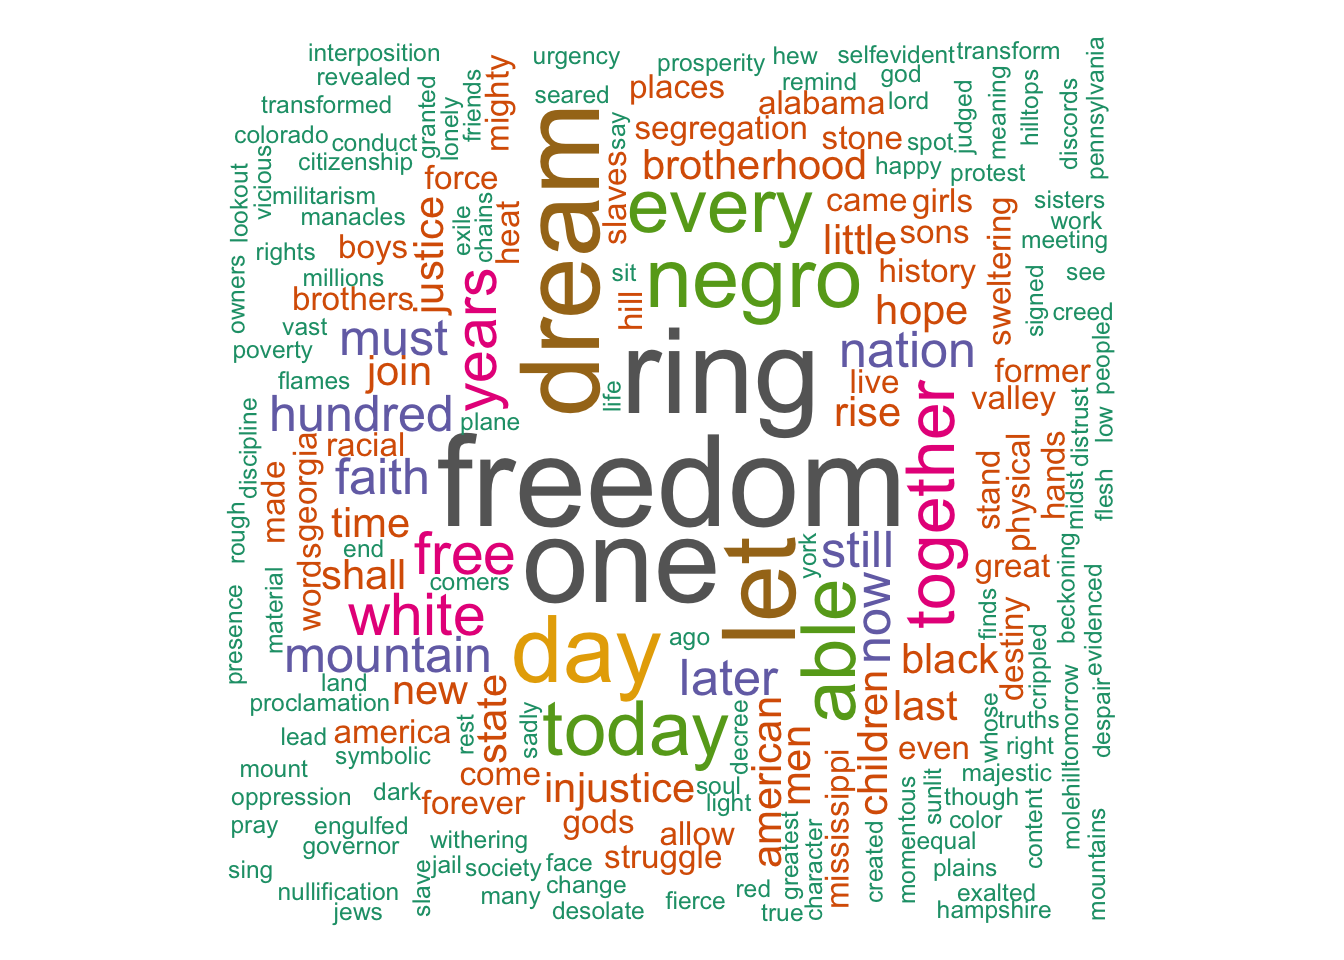 interposition
urgency
prosperity
hew
selfevident
transform
pennsylvania
revealed
granted
friends
mighty
seared
places
remind
god
judged
meaning
hilltops
discords
transformed
lonely
dream
say
alabama
lord
colorado
conduct
segregation
stone
spot
citizenship
vicious
brotherhood
happy
protest
lookout
militarism
force
slaves
every
came
girls
sisters
manacles
justice
exile
chains
heat
little
sons
sweltering
work
rights
boys
meeting
owners
millions
years
sit
negro
history
signed
see
brothers
hill
hope
creed
vast
must
ring
nation
people
poverty
join
life
live
former
flames
rise
valley
discipline
hundred
plane
together
distrust
low
racial
georgia
freedom
stand
physical
hands
midst
flesh
made
faith
words
time
rough
free
one
let
york
still
end
great
beckoning
shall
comers
able
now
presence
material
white
finds
destiny
evidenced
mountain
day
ago
black
crippled
land
new
later
proclamation
state
rest
sadly
today
decree
american
children
last
whose
truths
tomorrow
despair
lead
america
men
even
right
symbolic
mount
come
injustice
soul
mississippi
majestic
molehill
oppression
dark
forever
light
momentous
sunlit
though
content
pray
engulfed
gods
allow
greatest
color
mountains
governor
withering
struggle
character
created
equal
sing
slave
jail
society
face
plains
nullification
many
change
red
exalted
jews
desolate
fierce
true
hampshire